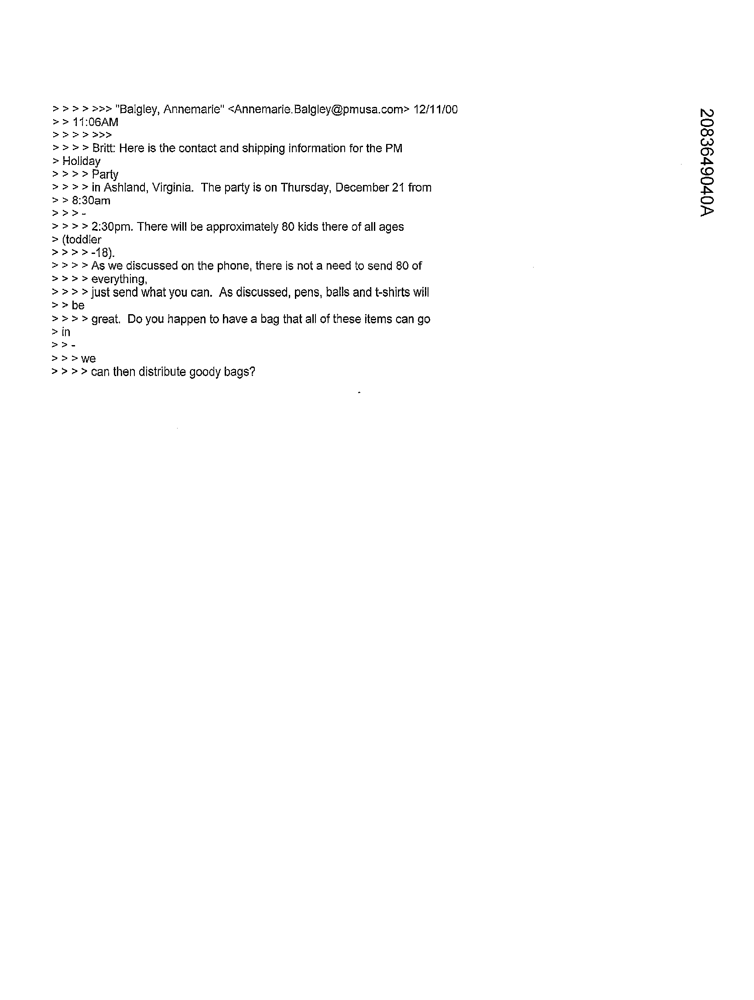 > > > > >>> "Baigley, Annemarie" <Annemarie.Baigley@pmusa.com> 12/11/00
> > 11:06AM
> > > > >>>
> > > > Britt: Here is the contact and shipping information for the PM
> Holiday
> > > > Party
> > > > in Ashland, Virginia. The party is on Thursday, December 21 from
> > 8:30am
> > > -
> > > > 2:30pm. There will be approximately 80 kids there of all ages
> (toddler
> > > > -18).
> > > > As we discussed on the phone, there is not a need to send 80 of
> > > > everything,
> > > > just send what you can. As discussed, pens, balls and t-shirts will
> > be
> > > > great. Do you happen to have a bag that all of these items can go
> in
> > -
> > > we
> > > > can then distribute goody bags?
2083649040A